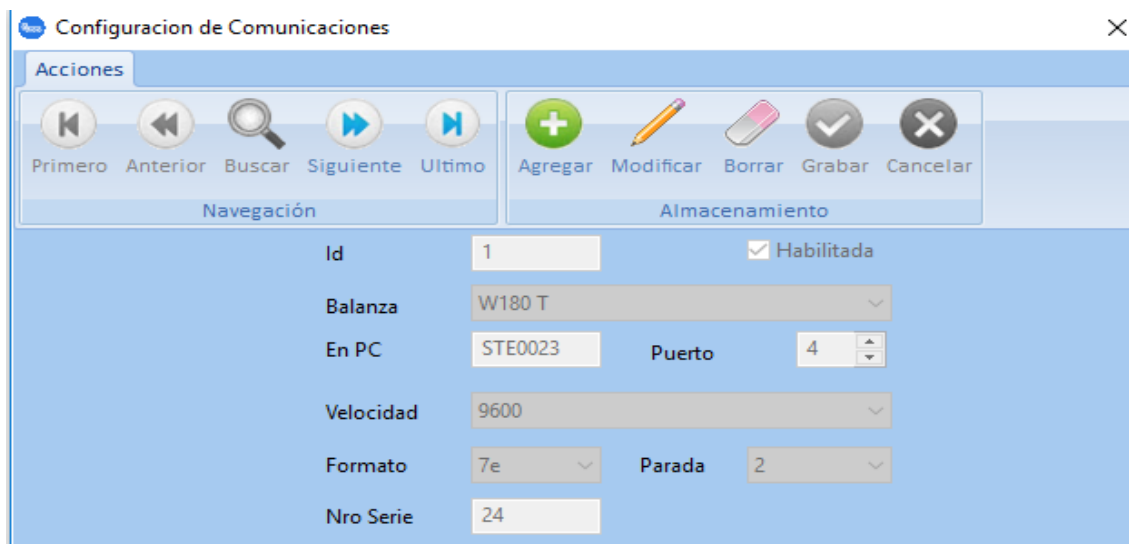 Configuracion de Comunicaciones
Acciones
Primero Anterior Buscar Siguiente Ultimo Agregar Modificar Borrar Grabar Cancelar
Navegación Almacenamiento
Id 1 Habilitada
Balanza W180 T
En PC STE0023 Puerto 4
Velocidad 9600
Formato 7e Parada 2
Nro Serie 24